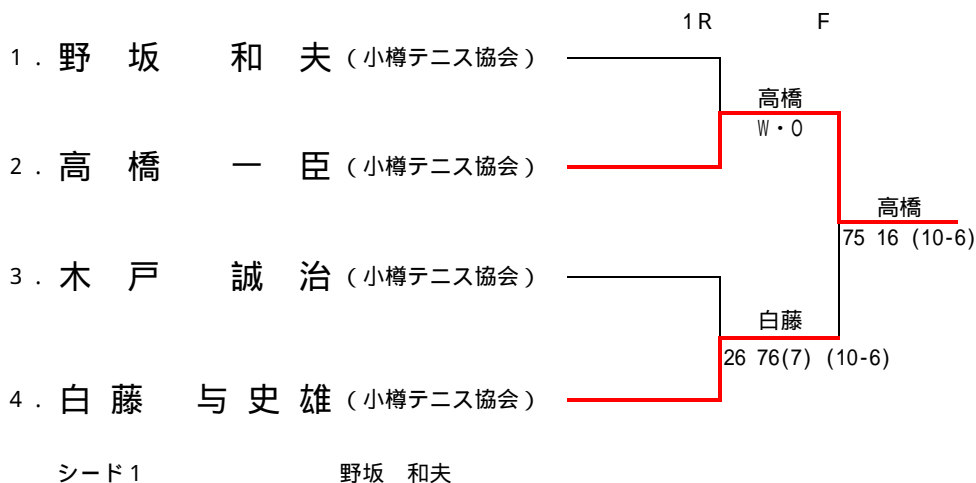 1R F
1. 野坂 和夫 (小樽テニス協会)
高橋
W・O
2. 高橋 一臣 (小樽テニス協会)
高橋
75 16 (10-6)
3. 木戸 誠治 (小樽テニス協会)
白藤
26 76(7) (10-6)
4. 白藤 与史雄 (小樽テニス協会)
シード1 野坂 和夫